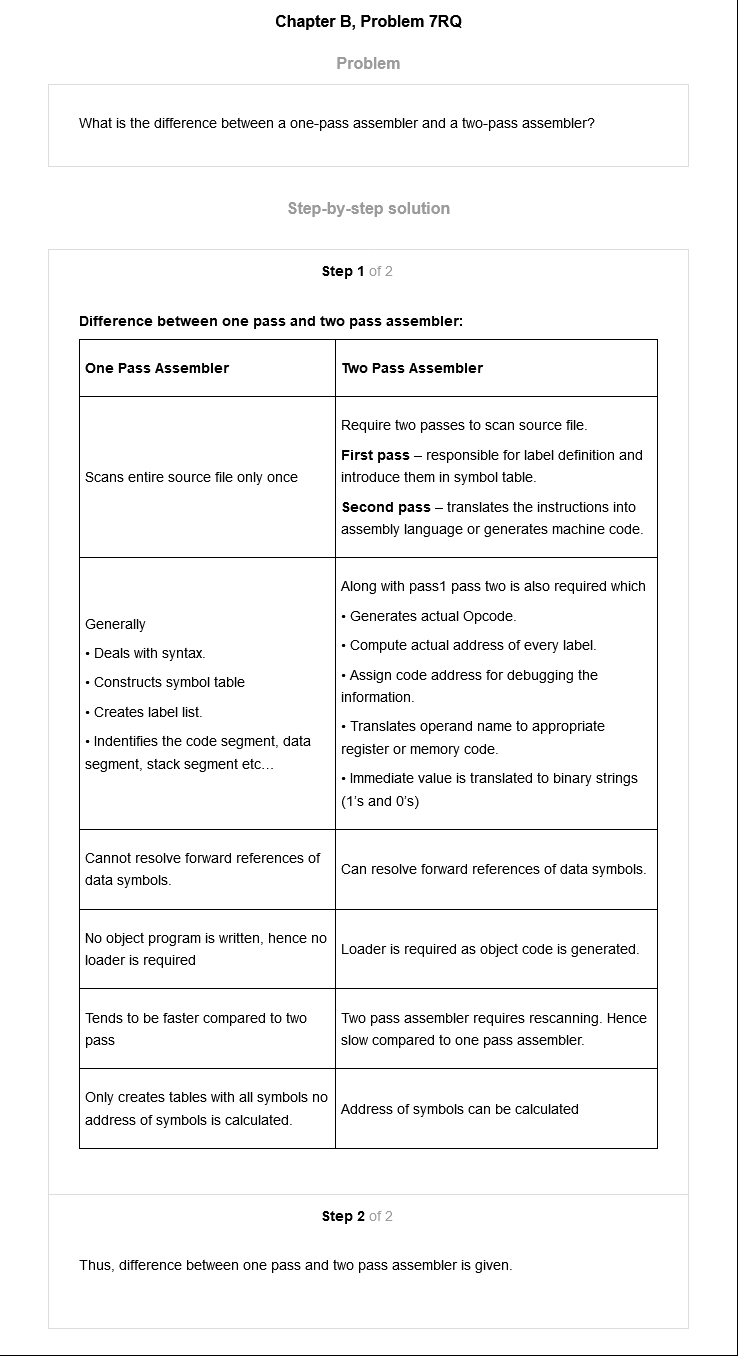 Chapter B, Problem 7RQ
Problem
What is the difference between a one-pass assembler and a two-pass assembler?
Step-by-step solution
Step 1 of 2
Difference between one pass and two pass assembler:
One Pass Assembler
Two Pass Assembler
Scans entire source file only once
Require two passes to scan source file.
First pass – responsible for label definition and
introduce them in symbol table.
Second pass – translates the instructions into
assembly language or generates machine code.
Generally
• Deals with syntax.
• Constructs symbol table
• Creates label list.
• Indentifies the code segment, data
segment, stack segment etc…
Along with pass1 pass two is also required which
• Generates actual Opcode.
• Compute actual address of every label.
• Assign code address for debugging the
information.
• Translates operand name to appropriate
register or memory code.
• Immediate value is translated to binary strings
(1's and 0's)
Cannot resolve forward references of
data symbols.
Can resolve forward references of data symbols.
No object program is written, hence no
loader is required
Loader is required as object code is generated.
Tends to be faster compared to two
pass
Two pass assembler requires rescanning. Hence
slow compared to one pass assembler.
Only creates tables with all symbols no
address of symbols is calculated.
Address of symbols can be calculated
Step 2 of 2
Thus, difference between one pass and two pass assembler is given.